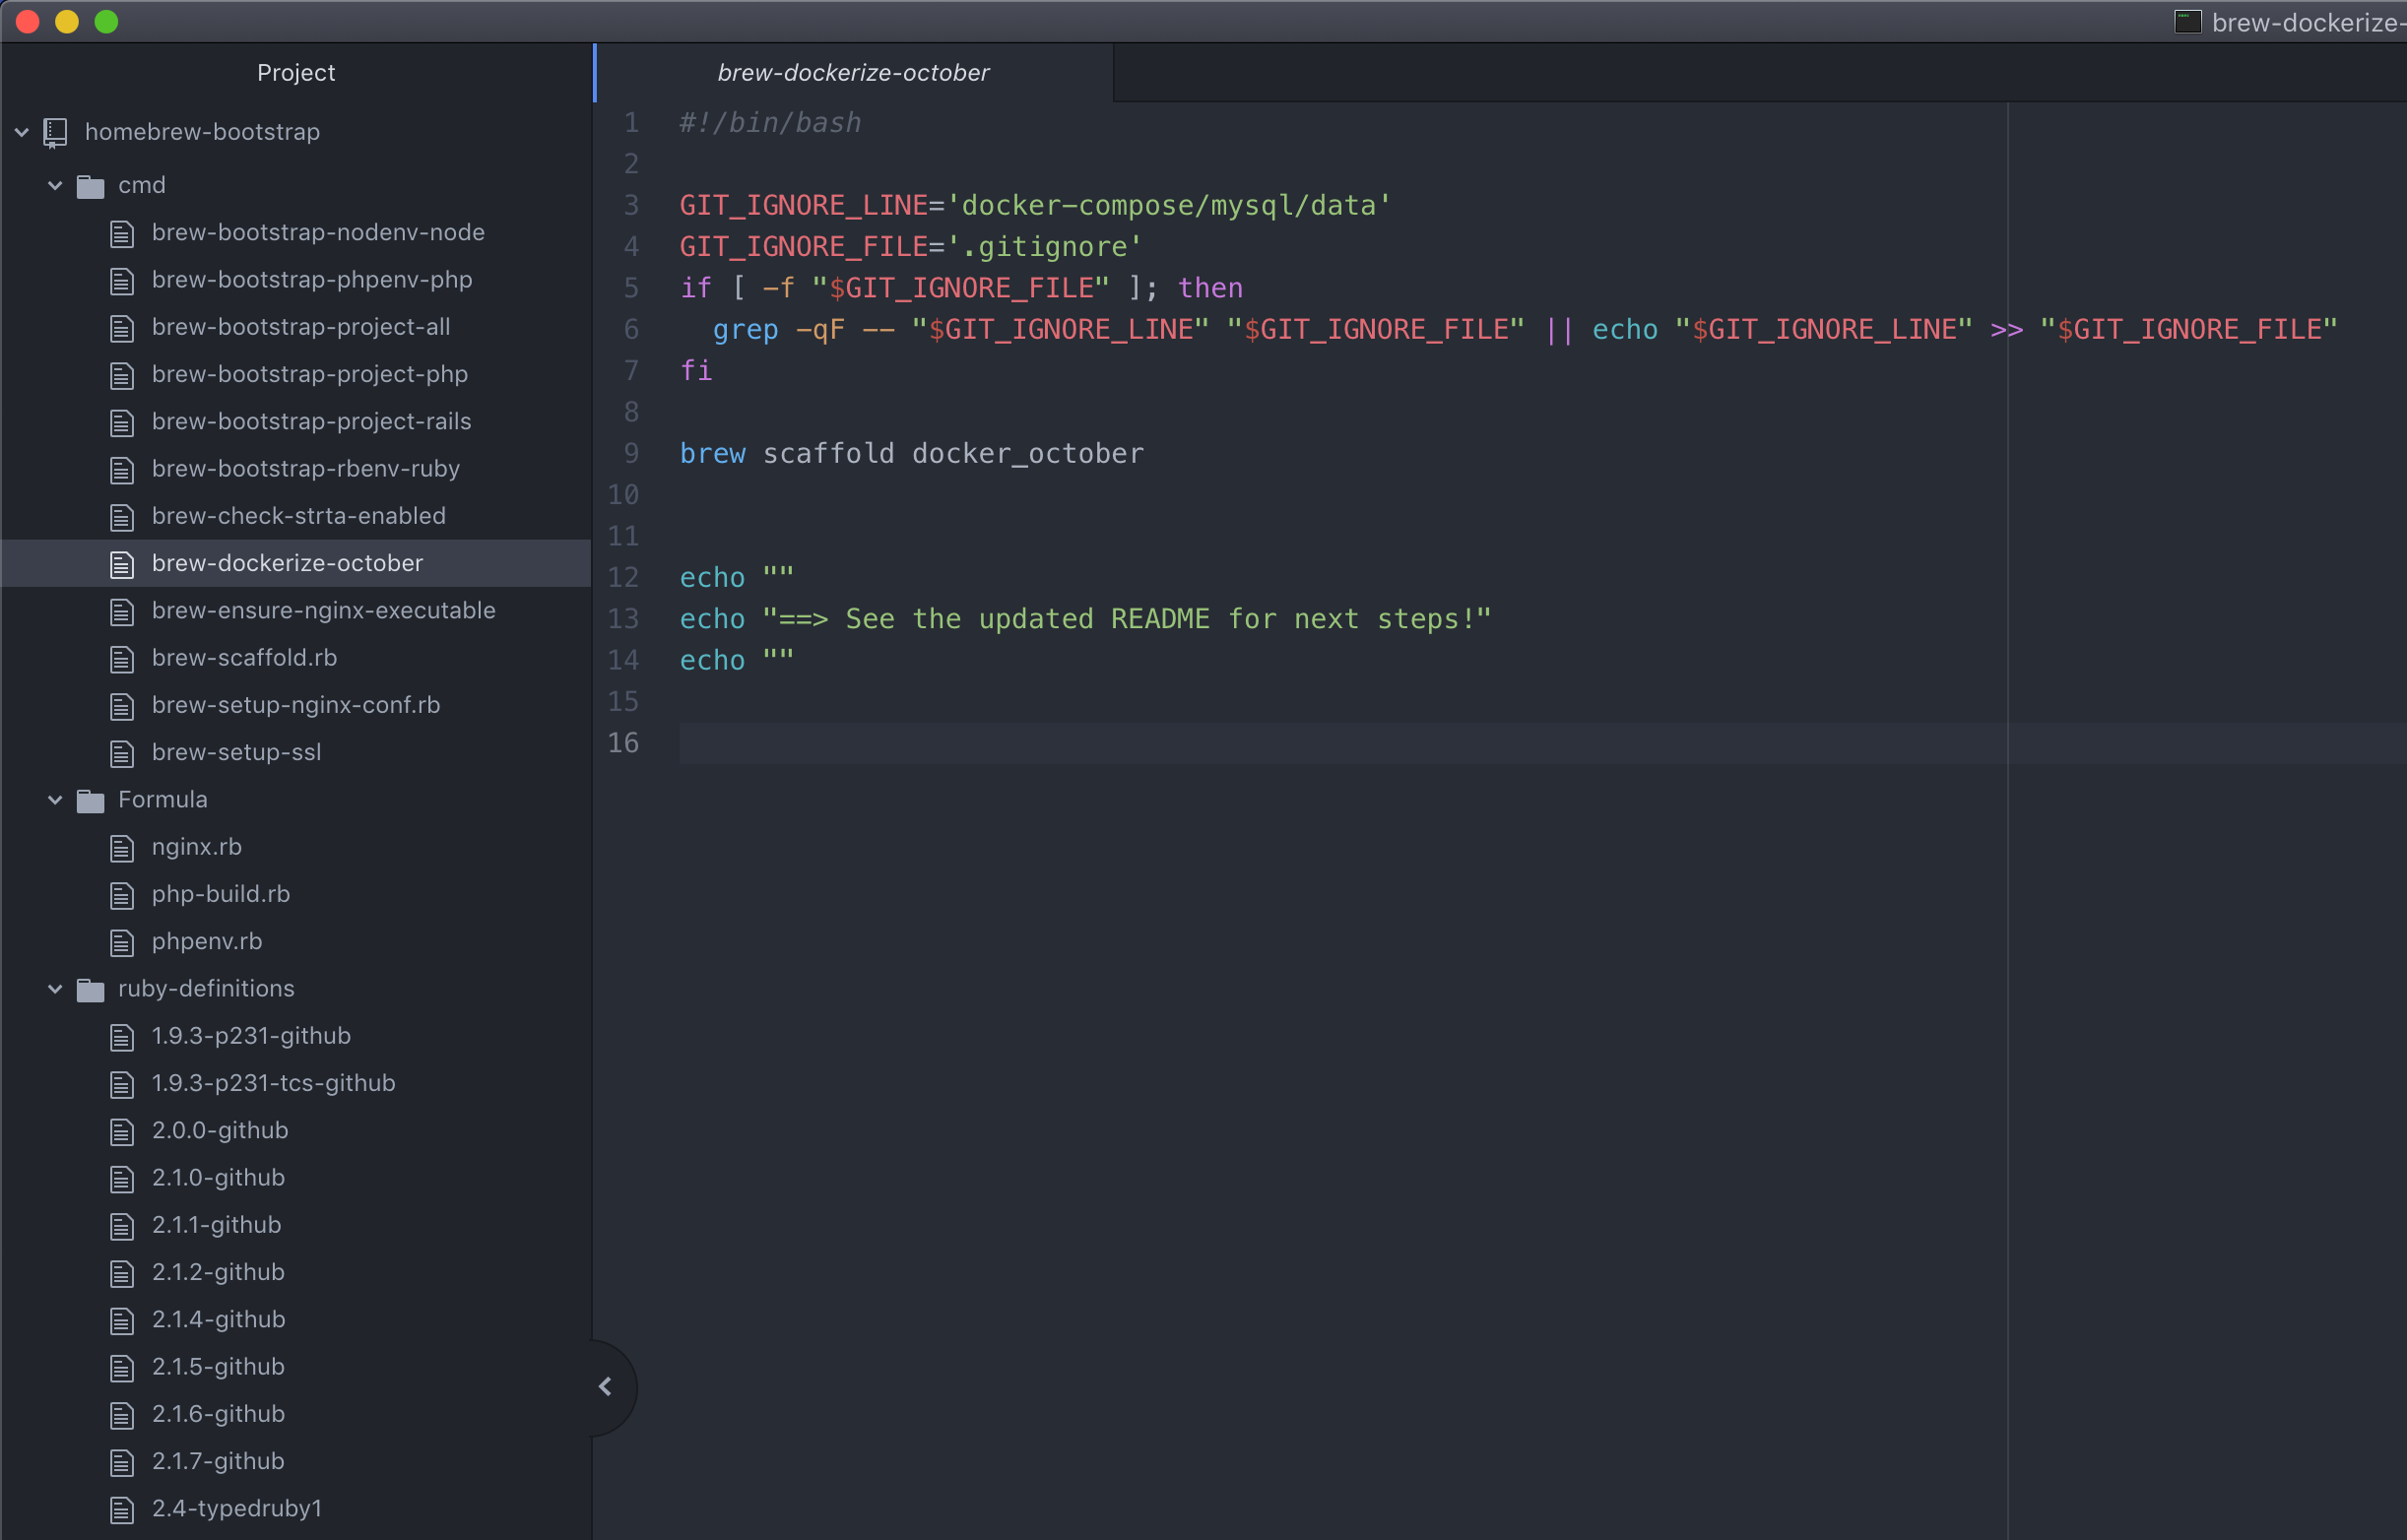 brew-dockerize-
Project
homebrew-bootstrap
cmd
brew-bootstrap-nodenv-node
brew-bootstrap-phpenv-php
brew-bootstrap-project-all
brew-bootstrap-project-php
brew-bootstrap-project-rails
brew-bootstrap-rbenv-ruby
brew-check-strta-enabled
brew-dockerize-october
brew-ensure-nginx-executable
brew-scaffold.rb
brew-setup-nginx-conf.rb
brew-setup-ssl
Formula
nginx.rb
php-build.rb
phpenv.rb
ruby-definitions
1.9.3-p231-github
1.9.3-p231-tcs-github
2.0.0-github
2.1.0-github
2.1.1-github
2.1.2-github
2.1.4-github
2.1.5-github
2.1.6-github
2.1.7-github
2.4-typedruby1
brew-dockerize-october
1 #!/bin/bash
2
3 GIT_IGNORE_LINE='docker-compose/mysql/data'
4 GIT_IGNORE_FILE='.gitignore'
5 if [ -f "$GIT_IGNORE_FILE" ]; then
6   grep -qF -- "$GIT_IGNORE_LINE" "$GIT_IGNORE_FILE" || echo "$GIT_IGNORE_LINE" >> "$GIT_IGNORE_FILE"
7 fi
8
9 brew scaffold docker_october
10
11
12 echo ""
13 echo "==> See the updated README for next steps!"
14 echo ""
15
16